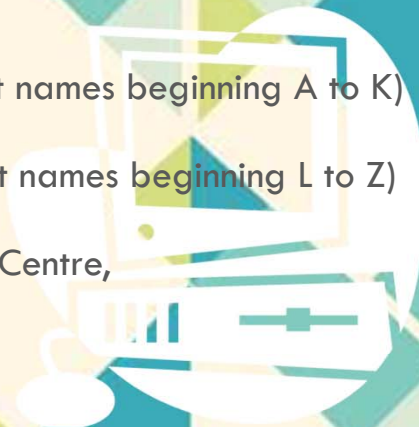 names beginning A to K)
names beginning L to Z)
Centre,